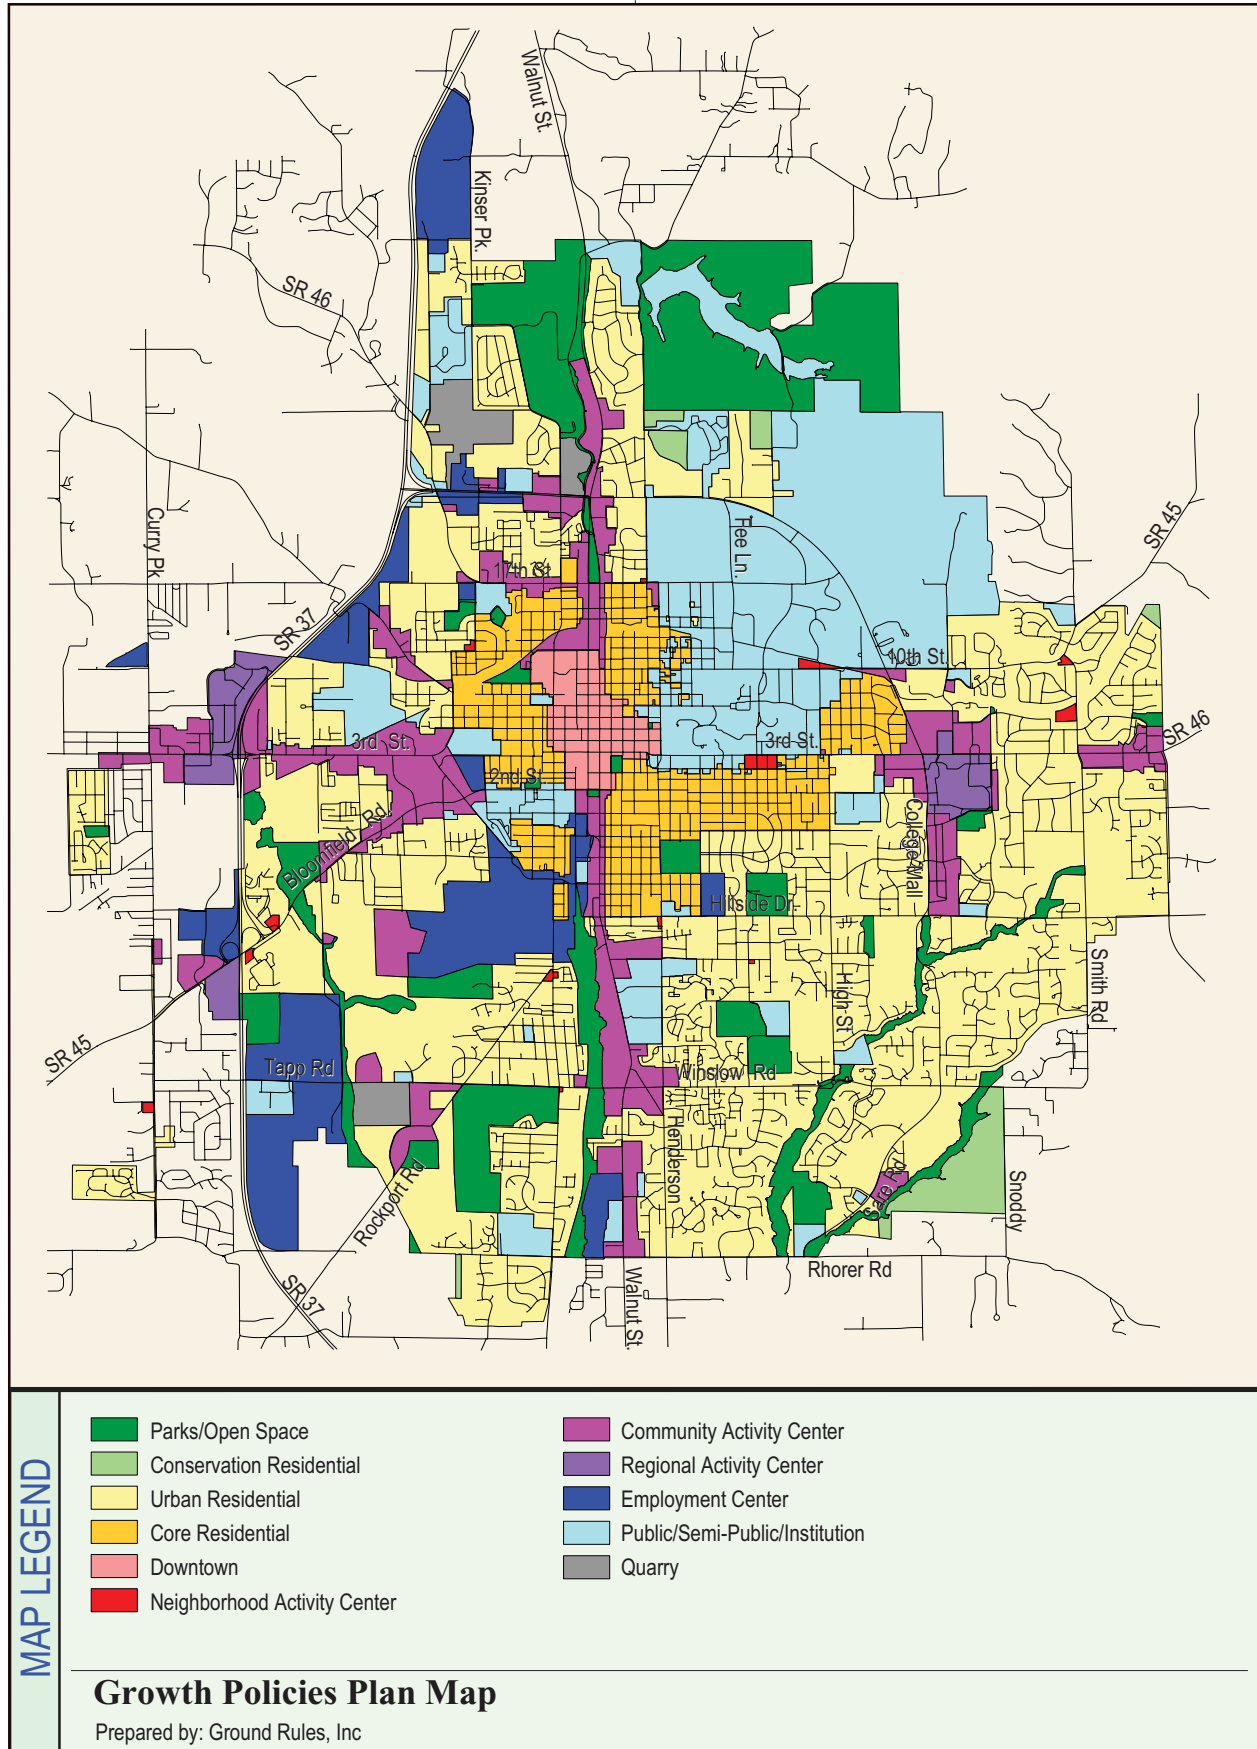 Walnut St.
Kinser Pk.
SR 46
Curry Pk
SR 45
Fee Ln.
17th St.
SR 37
10th St.
SR 46
3rd St.
3rd St.
2nd St.
College Mall
Bloomfield Rd.
Hillside Dr.
High St
Smith Rd
SR 45
Tapp Rd
Winslow Rd
Henderson
Rockport Rd
Sare Rd
Snoddy
Rhorer Rd
SR 37
Walnut St.
MAP LEGEND
Parks/Open Space
Conservation Residential
Urban Residential
Core Residential
Downtown
Neighborhood Activity Center
Community Activity Center
Regional Activity Center
Employment Center
Public/Semi-Public/Institution
Quarry
Growth Policies Plan Map
Prepared by: Ground Rules, Inc